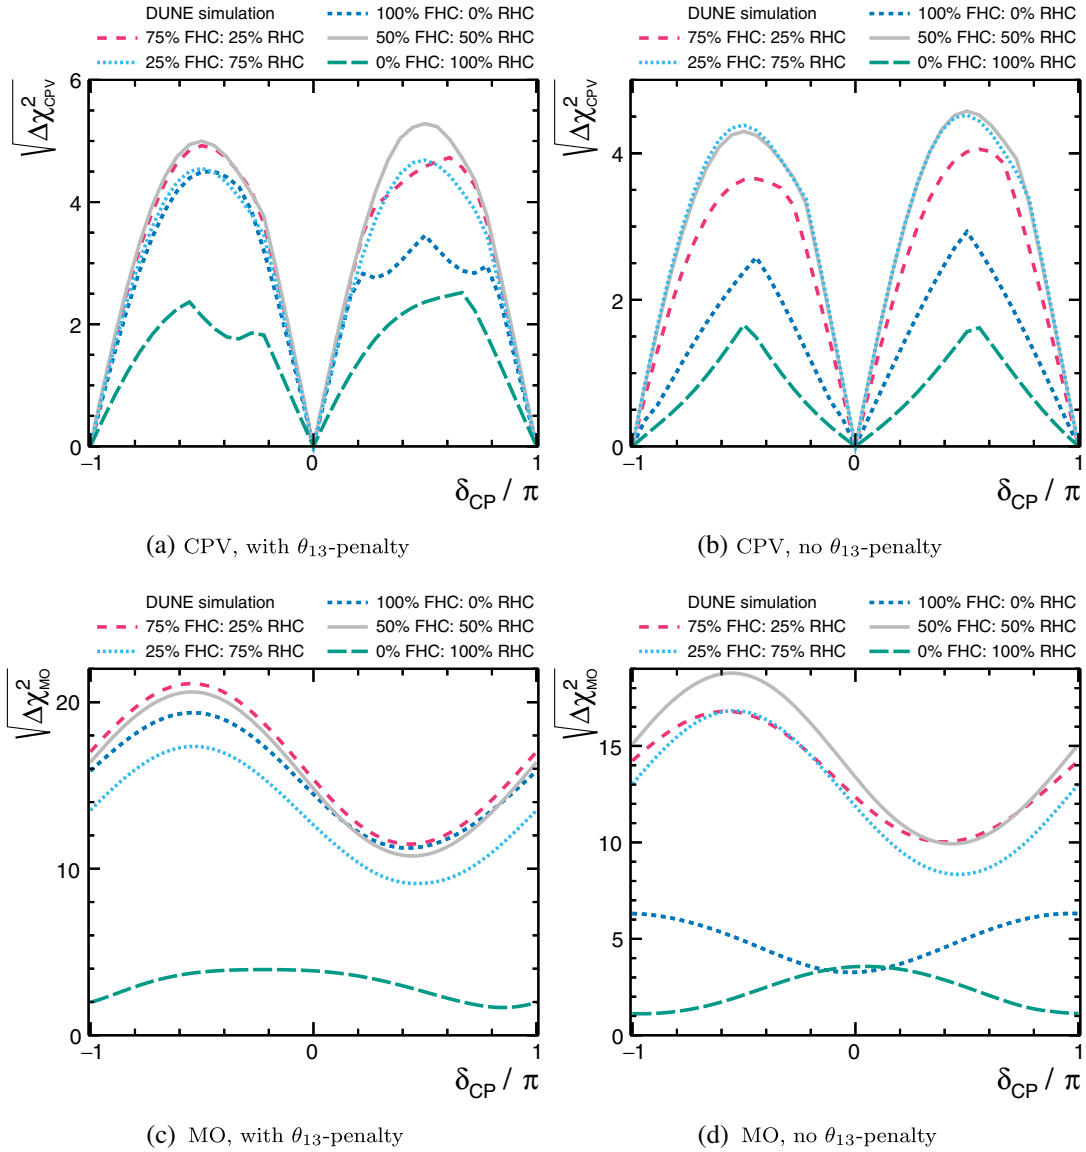 DUNE simulation 100% FHC: 0% RHC
75% FHC: 25% RHC 50% FHC: 50% RHC
25% FHC: 75% RHC 0% FHC: 100% RHC
√Δχ²CPV
6
4
2
0
−1 0 1
δCP / π
(a) CPV, with θ₁₃-penalty
DUNE simulation 100% FHC: 0% RHC
75% FHC: 25% RHC 50% FHC: 50% RHC
25% FHC: 75% RHC 0% FHC: 100% RHC
√Δχ²CPV
4
2
0
−1 0 1
δCP / π
(b) CPV, no θ₁₃-penalty
DUNE simulation 100% FHC: 0% RHC
75% FHC: 25% RHC 50% FHC: 50% RHC
25% FHC: 75% RHC 0% FHC: 100% RHC
√Δχ²MO
20
10
0
−1 0 1
δCP / π
(c) MO, with θ₁₃-penalty
DUNE simulation 100% FHC: 0% RHC
75% FHC: 25% RHC 50% FHC: 50% RHC
25% FHC: 75% RHC 0% FHC: 100% RHC
√Δχ²MO
15
10
5
0
−1 0 1
δCP / π
(d) MO, no θ₁₃-penalty